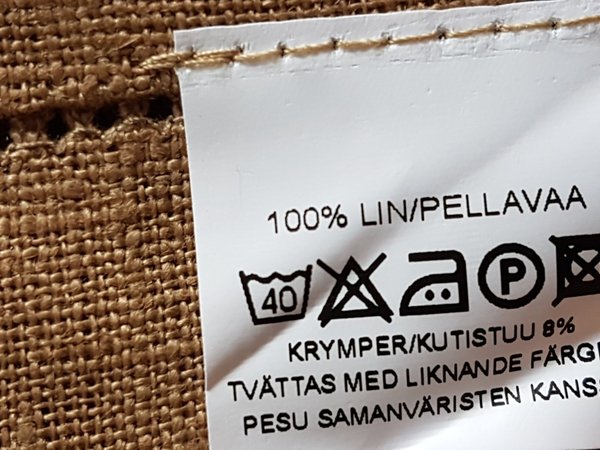 100% LIN/PELLAVAA
40 P
KRYMPER/KUTISTUU 8%
TVÄTTAS MED LIKNANDE
PESU SAMANVÄRISTEN